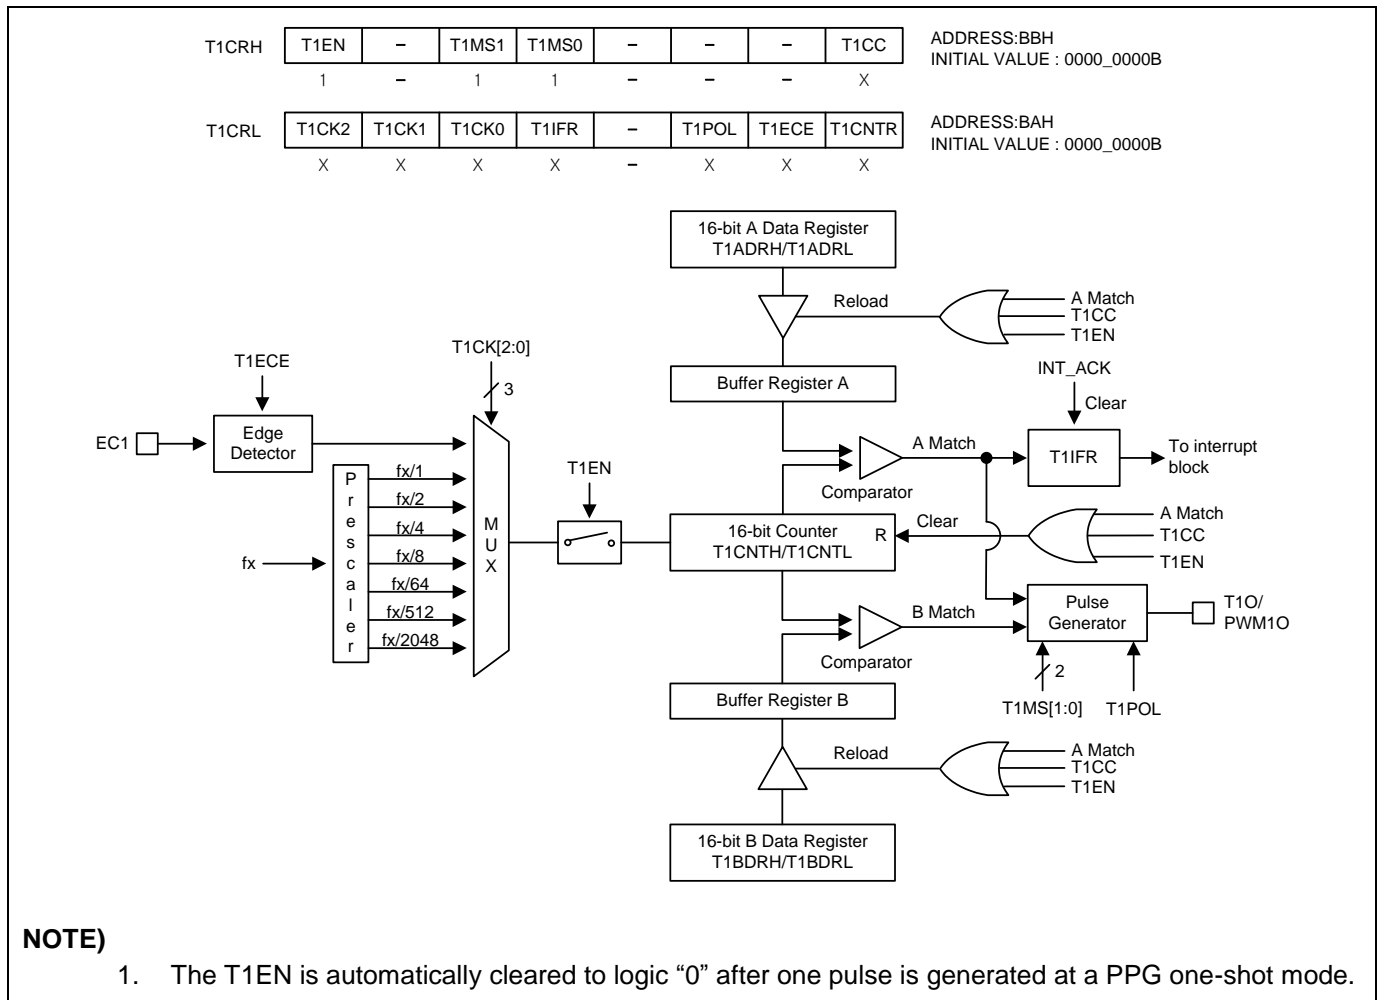 T1CRH T1EN – T1MS1 T1MS0 – – – T1CC ADDRESS:BBH
INITIAL VALUE : 0000_0000B
1 – 1 1 – – – X
T1CRL T1CK2 T1CK1 T1CK0 T1IFR – T1POL T1ECE T1CNTR ADDRESS:BAH
INITIAL VALUE : 0000_0000B
X X X X – X X X
16-bit A Data Register
T1ADRH/T1ADRL
Reload
A Match
T1CC
T1EN
Buffer Register A
T1ECE
T1CK[2:0]
3
INT_ACK
Clear
EC1
Edge
Detector
A Match
T1IFR
To interrupt
block
Comparator
Prescaler
fx/1
fx/2
fx/4
fx/8
fx/64
fx/512
fx/2048
fx
MUX
T1EN
16-bit Counter
T1CNTH/T1CNTL
R
Clear
A Match
T1CC
T1EN
B Match
Comparator
Pulse
Generator
T1O/
PWM1O
2
T1MS[1:0]
T1POL
Buffer Register B
Reload
A Match
T1CC
T1EN
16-bit B Data Register
T1BDRH/T1BDRL
NOTE)
1. The T1EN is automatically cleared to logic “0” after one pulse is generated at a PPG one-shot mode.